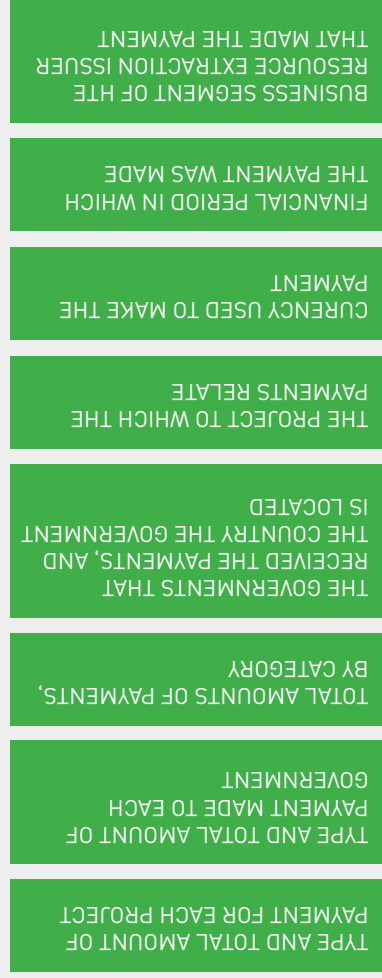 TYPE AND TOTAL AMOUNT OF
PAYMENT FOR EACH PROJECT
TYPE AND TOTAL AMOUNT OF
PAYMENT MADE TO EACH
GOVERNMENT
TOTAL AMOUNTS OF PAYMENTS,
BY CATEGORY
THE GOVERNMENTS THAT
RECEIVED THE PAYMENTS, AND
THE COUNTRY THE GOVERNMENT
IS LOCATED
THE PROJECT TO WHICH THE
PAYMENTS RELATE
CURENCY USED TO MAKE THE
PAYMENT
FINANCIAL PERIOD IN WHICH
THE PAYMENT WAS MADE
BUSINESS SEGMENT OF HTE
RESOURCE EXTRACTION ISSUER
THAT MADE THE PAYMENT